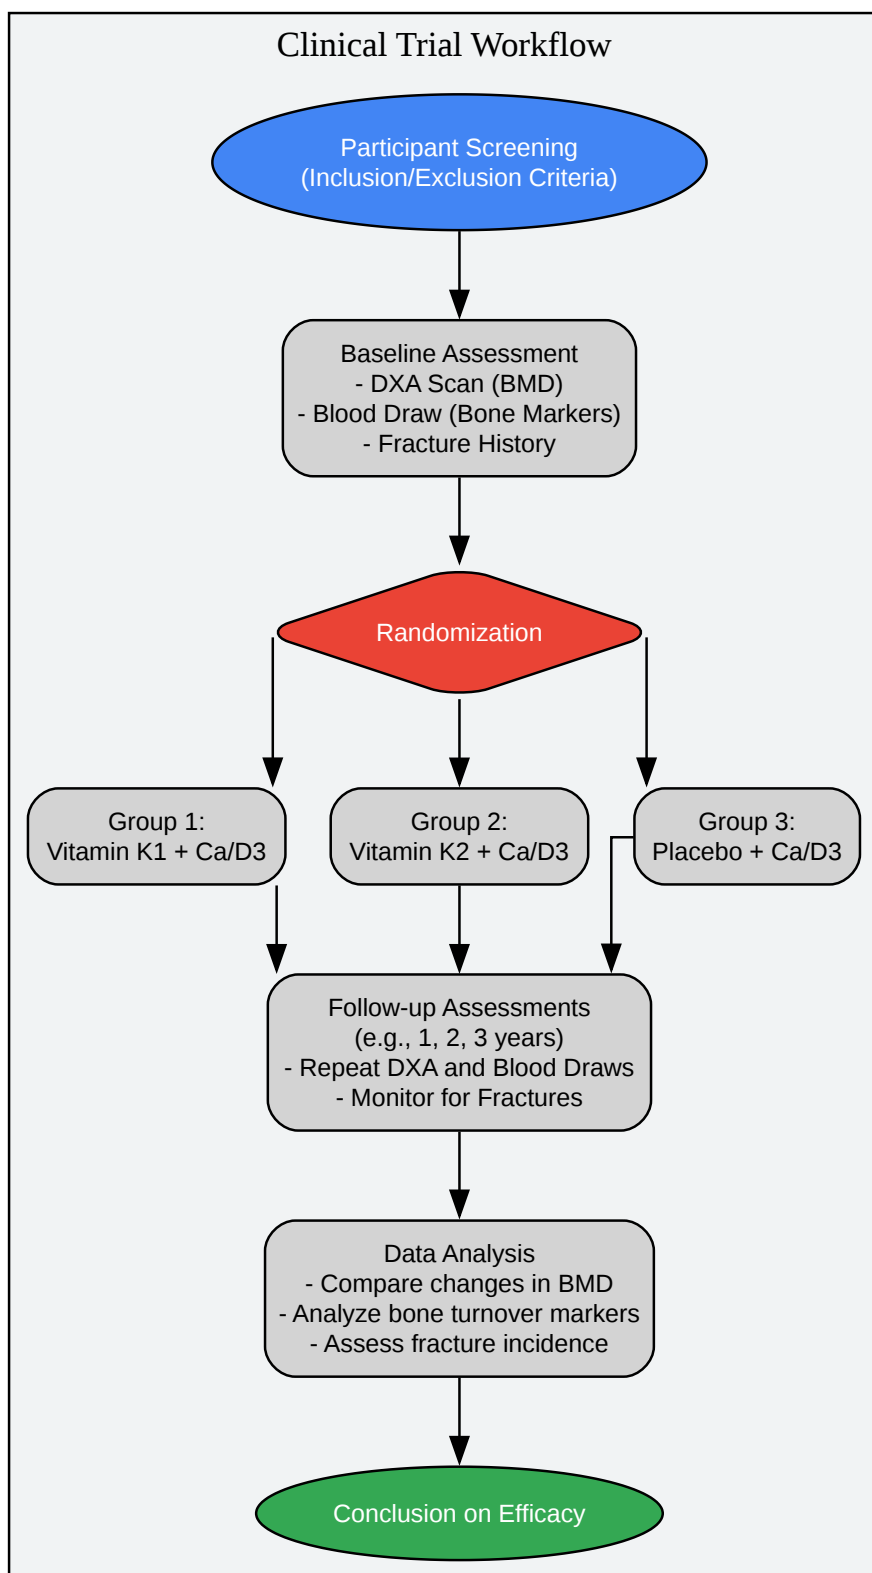 Clinical Trial Workflow
Participant Screening
(Inclusion/Exclusion Criteria)
Baseline Assessment
- DXA Scan (BMD)
- Blood Draw (Bone Markers)
- Fracture History
Randomization
Group 1:
Vitamin K1 + Ca/D3
Group 2:
Vitamin K2 + Ca/D3
Group 3:
Placebo + Ca/D3
Follow-up Assessments
(e.g., 1, 2, 3 years)
- Repeat DXA and Blood Draws
- Monitor for Fractures
Data Analysis
- Compare changes in BMD
- Analyze bone turnover markers
- Assess fracture incidence
Conclusion on Efficacy